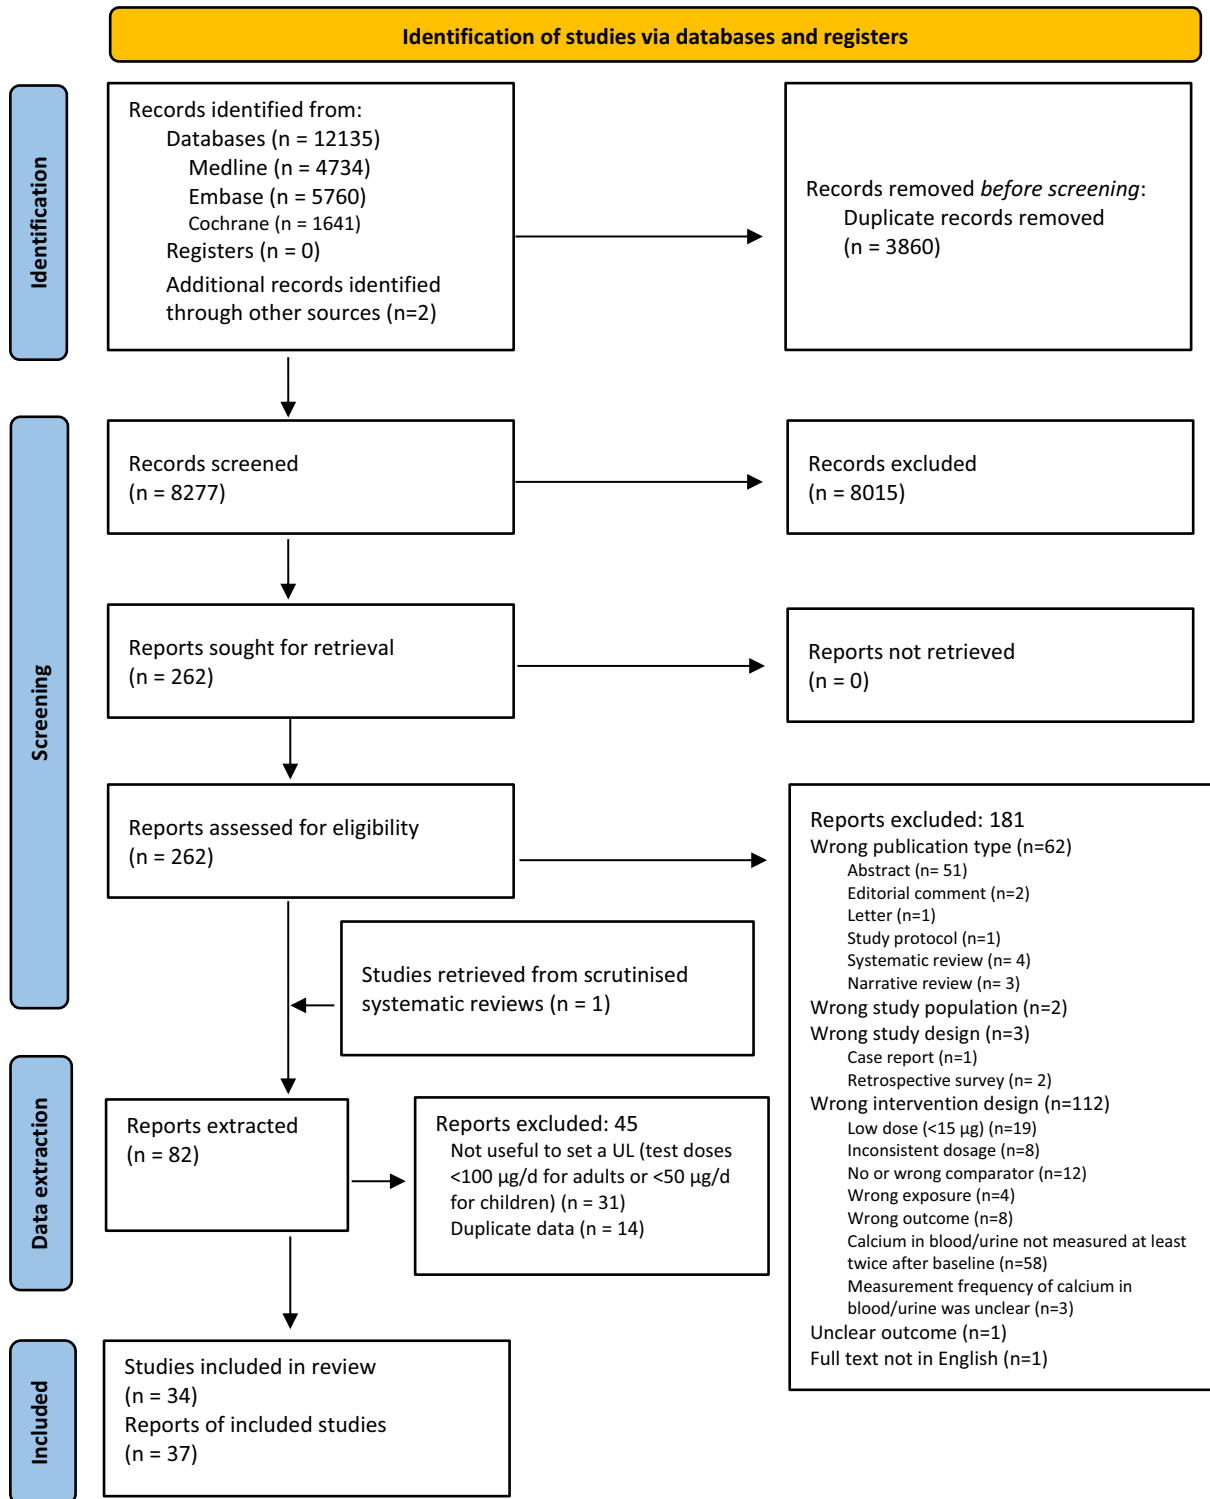 Identification of studies via databases and registers
Identification
Records identified from:
Databases (n = 12135)
Medline (n = 4734)
Embase (n = 5760)
Cochrane (n = 1641)
Registers (n = 0)
Additional records identified
through other sources (n=2)
Records removed before screening:
Duplicate records removed
(n = 3860)
Screening
Records screened
(n = 8277)
Records excluded
(n = 8015)
Reports sought for retrieval
(n = 262)
Reports not retrieved
(n = 0)
Reports assessed for eligibility
(n = 262)
Reports excluded: 181
Wrong publication type (n=62)
Abstract (n= 51)
Editorial comment (n=2)
Letter (n=1)
Study protocol (n=1)
Systematic review (n= 4)
Narrative review (n= 3)
Wrong study population (n=2)
Wrong study design (n=3)
Case report (n=1)
Retrospective survey (n= 2)
Wrong intervention design (n=112)
Low dose (<15 µg) (n=19)
Inconsistent dosage (n=8)
No or wrong comparator (n=12)
Wrong exposure (n=4)
Wrong outcome (n=8)
Calcium in blood/urine not measured at least
twice after baseline (n=58)
Measurement frequency of calcium in
blood/urine was unclear (n=3)
Unclear outcome (n=1)
Full text not in English (n=1)
Studies retrieved from scrutinised
systematic reviews (n = 1)
Data extraction
Reports extracted
(n = 82)
Reports excluded: 45
Not useful to set a UL (test doses
<100 µg/d for adults or <50 µg/d
for children) (n = 31)
Duplicate data (n = 14)
Included
Studies included in review
(n = 34)
Reports of included studies
(n = 37)